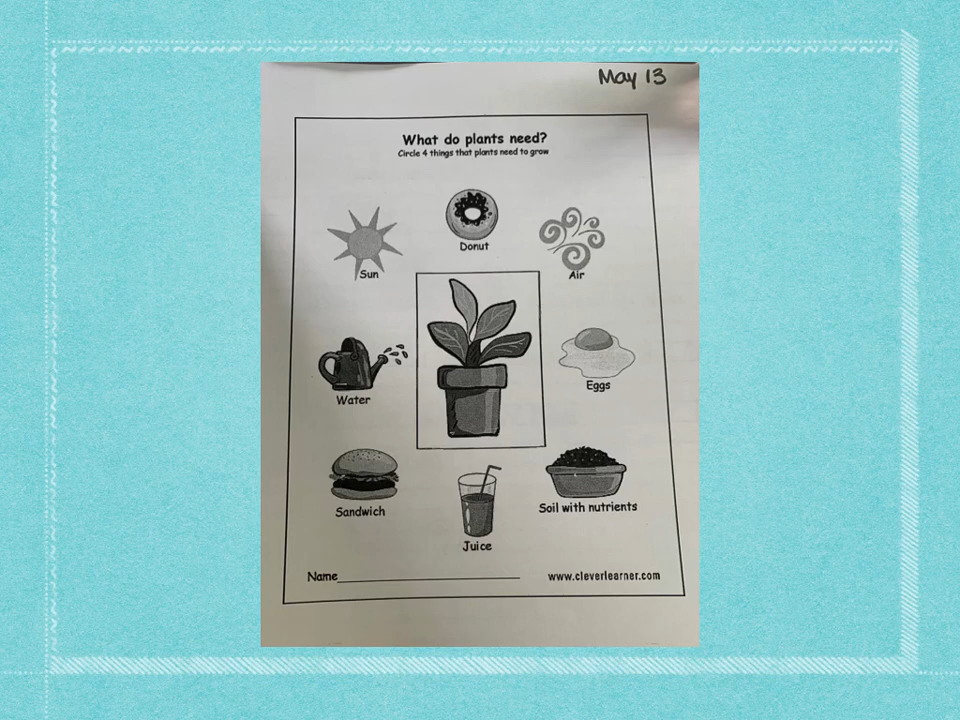 May 13
What do plants need?
Circle 4 things that plants need to grow
Donut
Sun
Air
Water
Eggs
Sandwich
Soil with nutrients
Juice
Name
www.cleverlearner.com